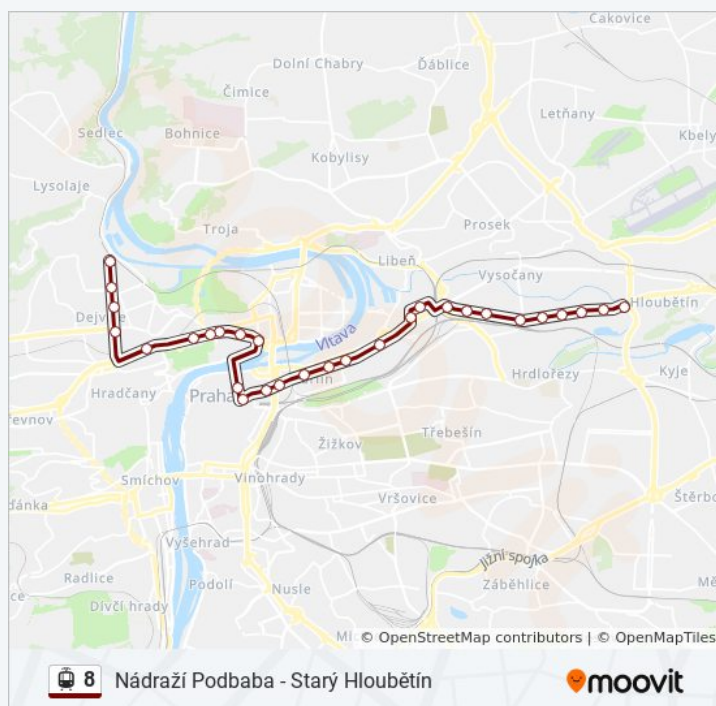 Čakovice
Dolní Chabry
Ďáblice
Čimice
Letňany
Sedlec
Bohnice
Kbely
Kobylisy
Lysolaje
Troja
Prosek
Libeň
Vysočany
Hloubětín
Dejvice
Vltava
Hradčany
Praha
Hrdlořezy
Kyje
Žižkov
Třebešín
Smíchov
Vinohrady
Vršovice
Štěrbo
Vyšehrad
Jižní spojka
Radlice
Podolí
Nusle
Záběhlice
Dívčí hrady
© OpenStreetMap contributors | © OpenMapTiles
8 Nádraží Podbaba - Starý Hloubětín moovit